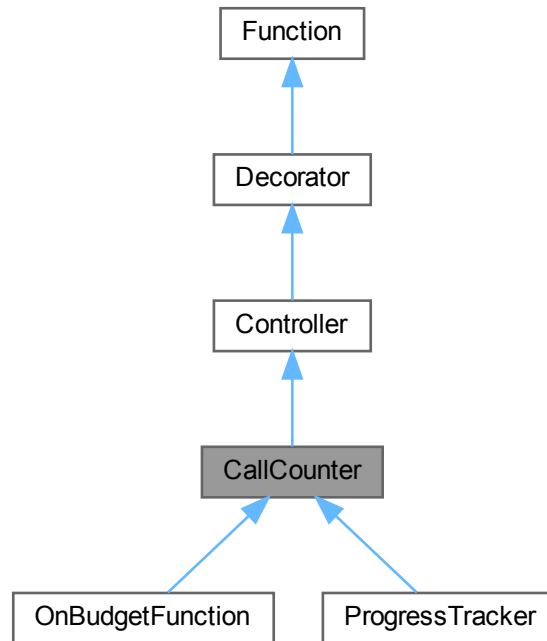 Function
Decorator
Controller
CallCounter
OnBudgetFunction
ProgressTracker